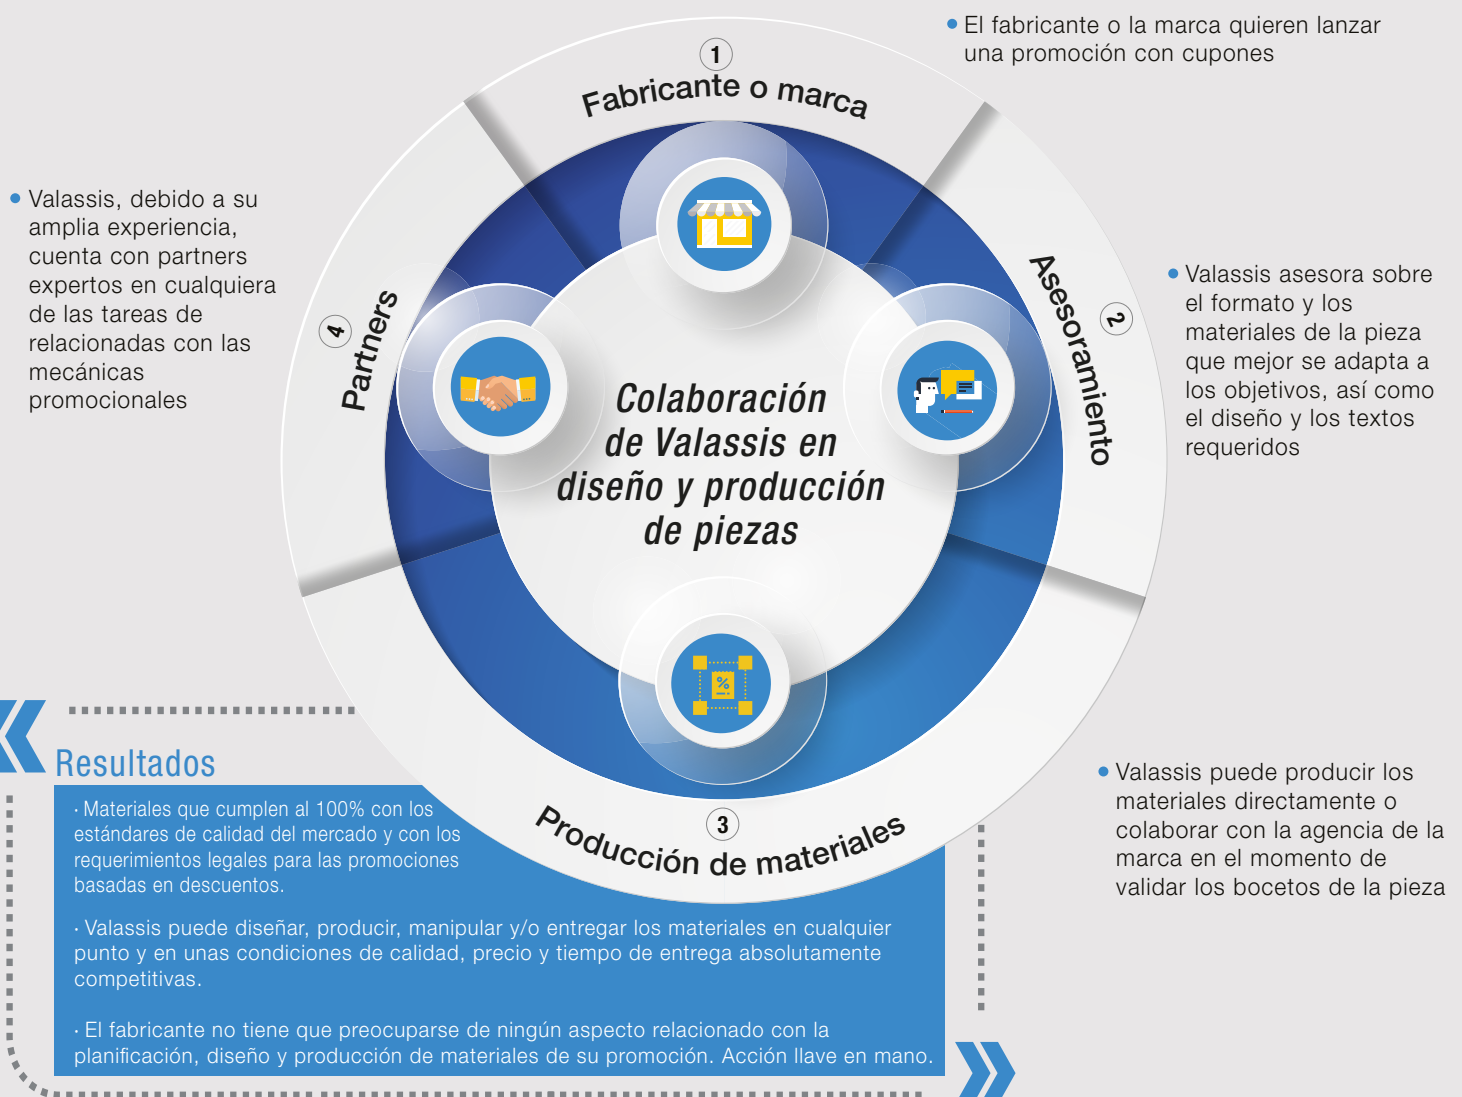 1
Fabricante o marca
• El fabricante o la marca quieren lanzar
una promoción con cupones
2
Asesoramiento
• Valassis asesora sobre
el formato y los
materiales de la pieza
que mejor se adapta a
los objetivos, así como
el diseño y los textos
requeridos
3
Producción de materiales
• Valassis puede producir los
materiales directamente o
colaborar con la agencia de la
marca en el momento de
validar los bocetos de la pieza
4
Partners
• Valassis, debido a su
amplia experiencia,
cuenta con partners
expertos en cualquiera
de las tareas de
relacionadas con las
mecánicas
promocionales
Colaboración
de Valassis en
diseño y producción
de piezas
%
Resultados
· Materiales que cumplen al 100% con los
estándares de calidad del mercado y con los
requerimientos legales para las promociones
basadas en descuentos.
· Valassis puede diseñar, producir, manipular y/o entregar los materiales en cualquier
punto y en unas condiciones de calidad, precio y tiempo de entrega absolutamente
competitivas.
· El fabricante no tiene que preocuparse de ningún aspecto relacionado con la
planificación, diseño y producción de materiales de su promoción. Acción llave en mano.